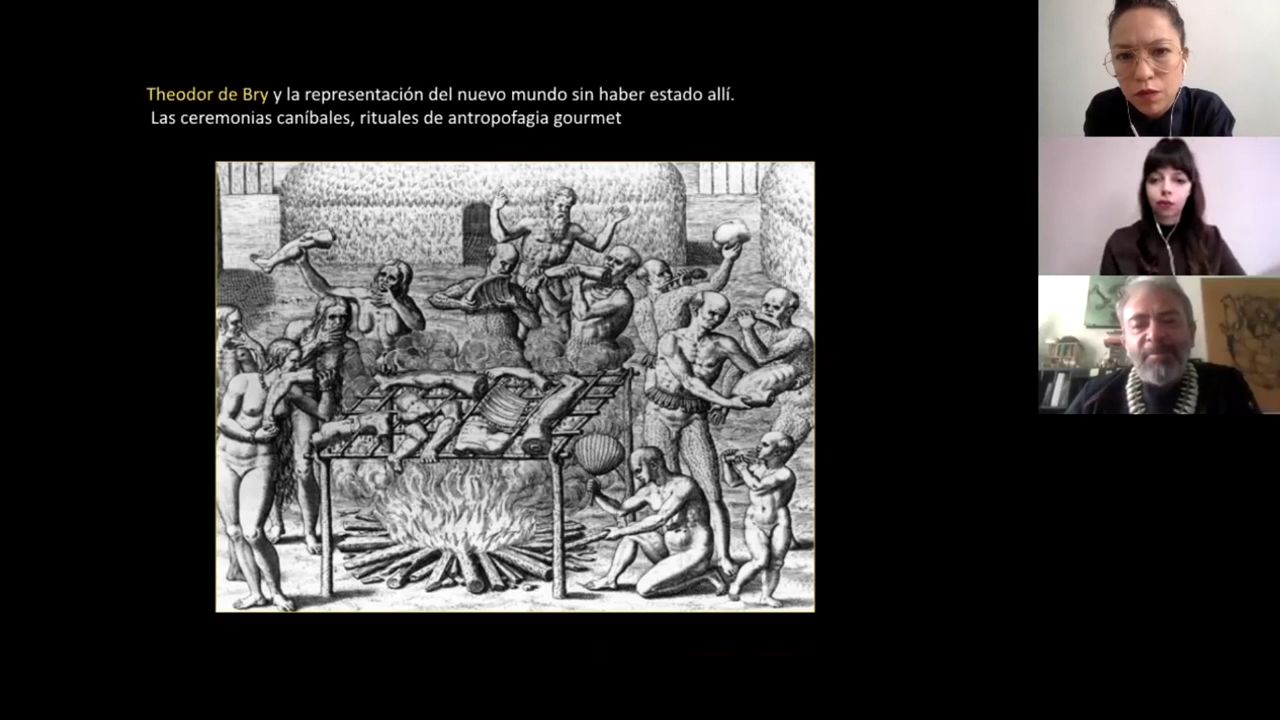 Theodor de Bry y la representación del nuevo mundo sin haber estado allí.
Las ceremonias caníbales, rituales de antropofagia gourmet